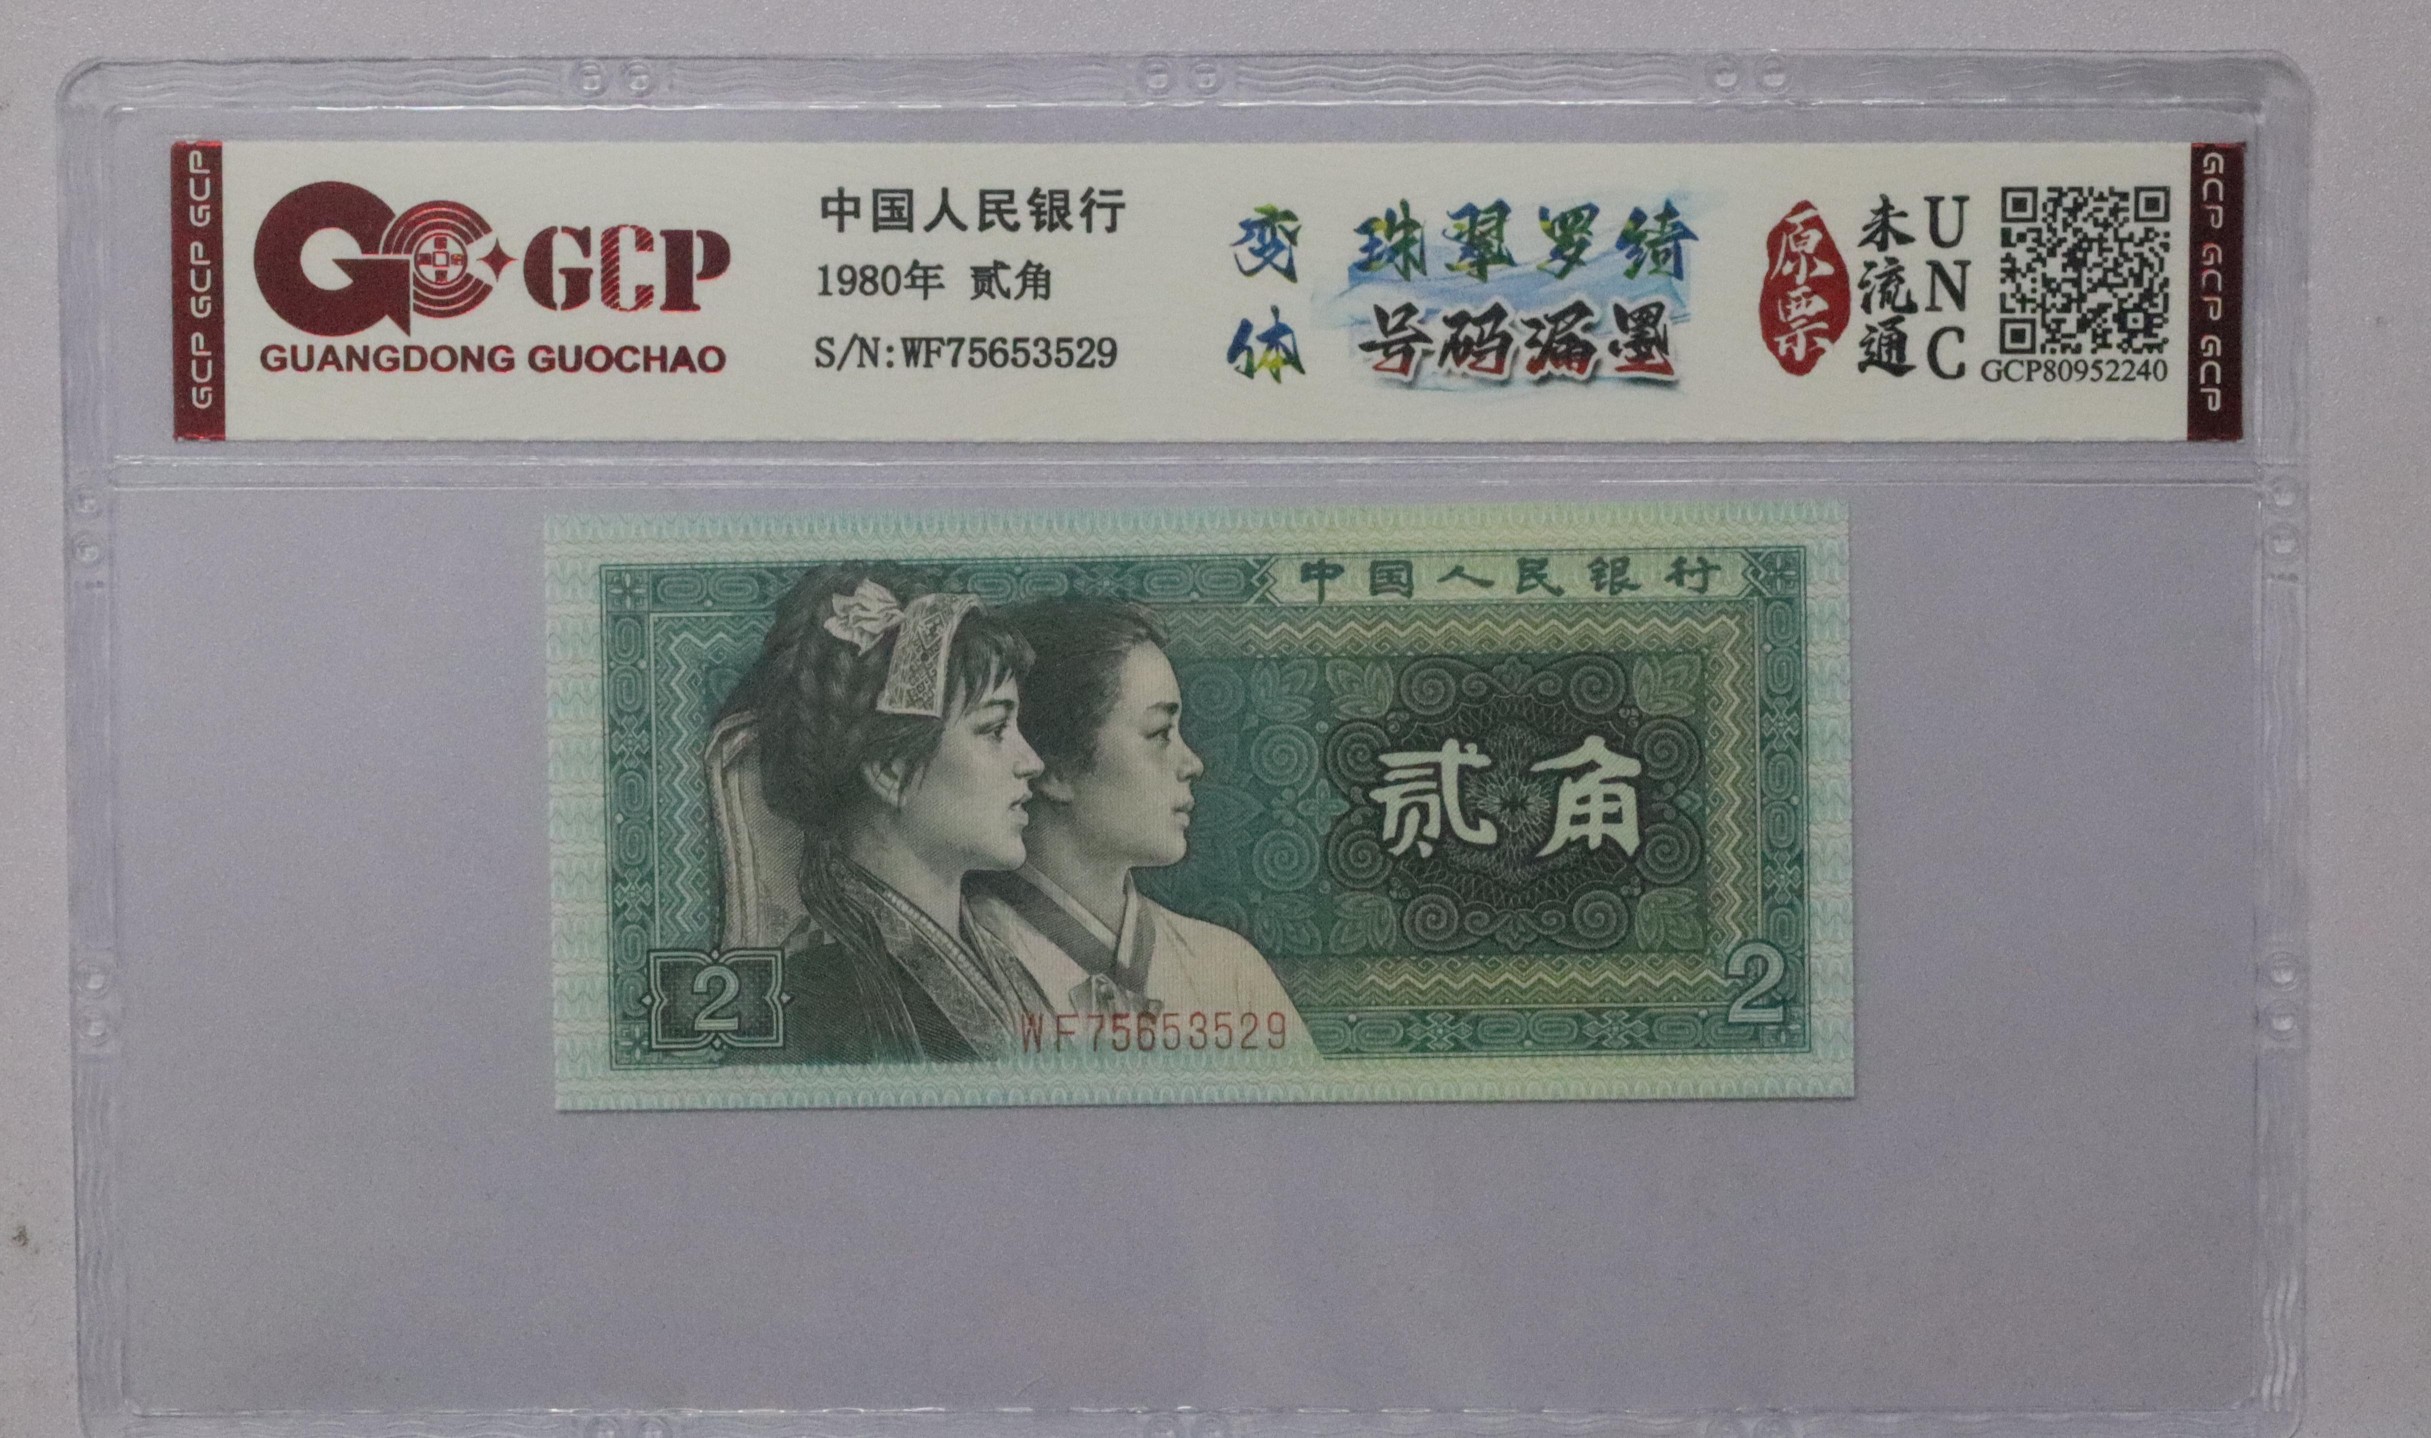 GCP GCP GCP
GCP
GUANGDONG GUOCHAO
中国人民银行
1980年 贰角
S/N:WF75653529
变体
珠翠罗绮
号码漏墨
原票
未流通
UNC
GCP80952240
GCP GCP GCP
中国人民银行
贰角
2
2
WF75653529